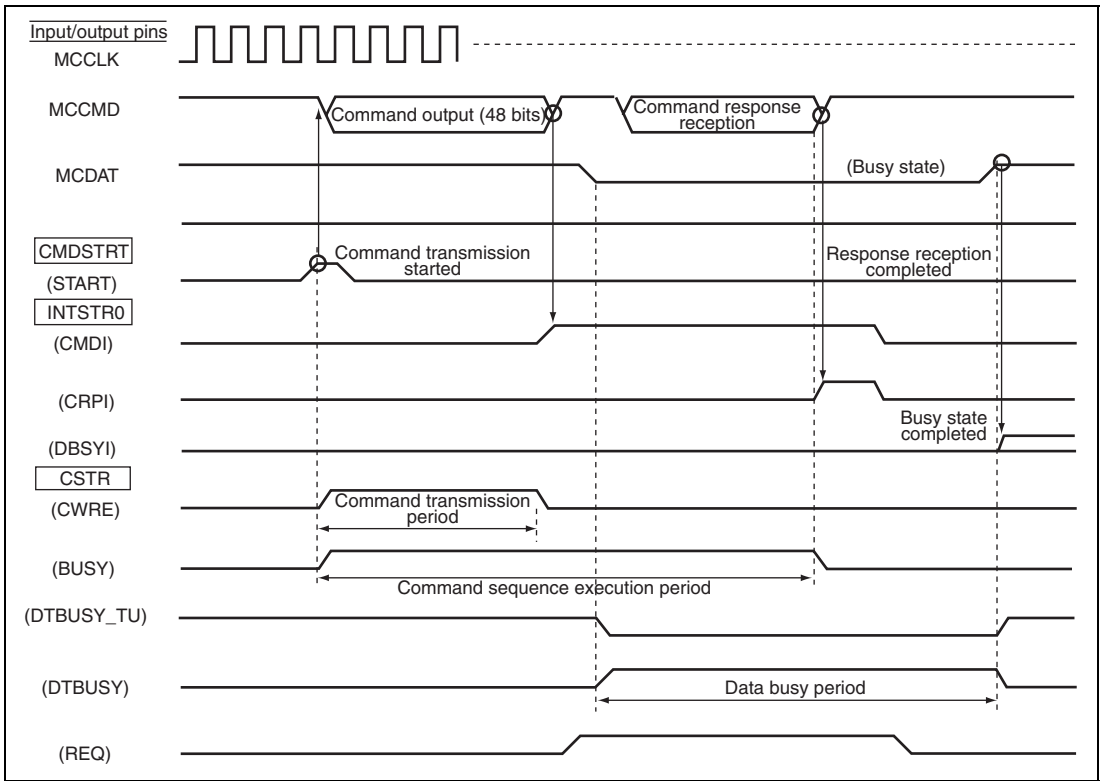 Input/output pins
MCCLK
MCCMD
Command output (48 bits)
Command response
reception
MCDAT
(Busy state)
CMDSTRT
(START)
Command transmission
started
Response reception
completed
INTSTR0
(CMDI)
(CRPI)
(DBSYI)
Busy state
completed
CSTR
(CWRE)
Command transmission
period
(BUSY)
Command sequence execution period
(DTBUSY_TU)
(DTBUSY)
Data busy period
(REQ)